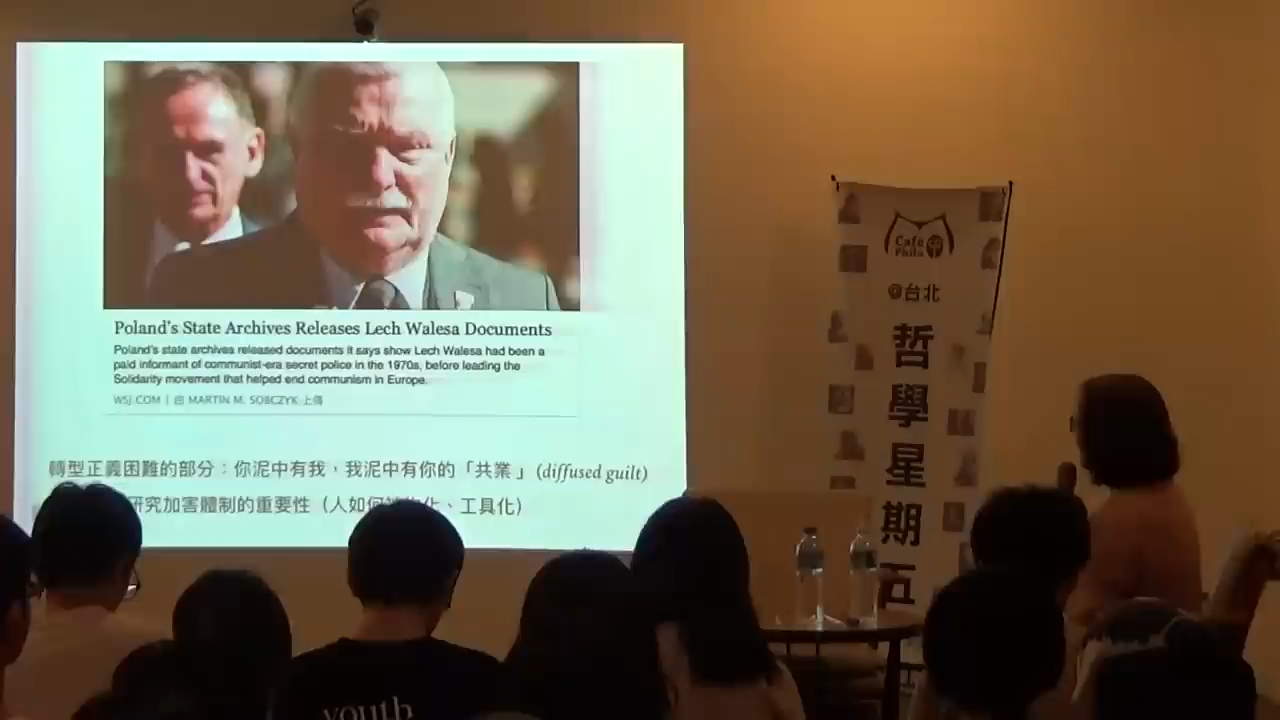 Poland's State Archives Releases Lech Walesa Documents
Poland's state archives released documents it says show Lech Walesa had been a
paid informant of communist-era secret police in the 1970s, before leading the
Solidarity movement that helped end communism in Europe.
WSJ.COM | 由 MARTIN M. SOBCZYK 上傳
轉型正義困難的部分：你泥中有我，我泥中有你的「共業」(diffused guilt)
研究加害體制的重要性（人如何 化、工具化）
Café
Philo
@台北
哲學星期五
youth